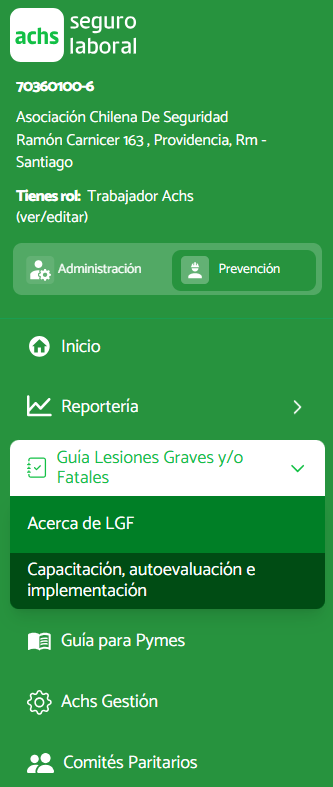 achs
seguro
laboral
70360100-6
Asociación Chilena De Seguridad
Ramón Carnicer 163 , Providencia, Rm -
Santiago
Tienes rol: Trabajador Achs
(ver/editar)
Administración
Prevención
Inicio
Reportería
Guía Lesiones Graves y/o
Fatales
Acerca de LGF
Capacitación, autoevaluación e
implementación
Guía para Pymes
Achs Gestión
Comités Paritarios